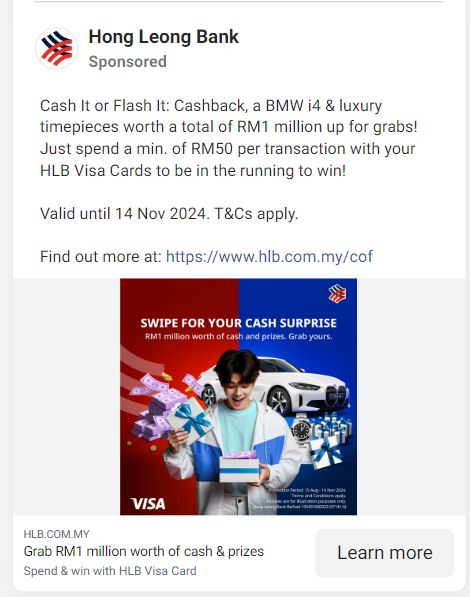 Hong Leong Bank
Sponsored
Cash It or Flash It: Cashback, a BMW i4 & luxury
timepieces worth a total of RM1 million up for grabs!
Just spend a min. of RM50 per transaction with your
HLB Visa Cards to be in the running to win!
Valid until 14 Nov 2024. T&Cs apply.
Find out more at: https://www.hlb.com.my/cof
SWIPE FOR YOUR CASH SURPRISE
RM1 million worth of cash and prizes. Grab yours.
Promotion Period: 15 Aug - 14 Nov 2024.
Terms and Conditions apply.
Pictures are for illustration purposes only.
Hong Leong Bank Berhad 193401000023 (97141-X)
VISA
HLB.COM.MY
Grab RM1 million worth of cash & prizes
Spend & win with HLB Visa Card
Learn more